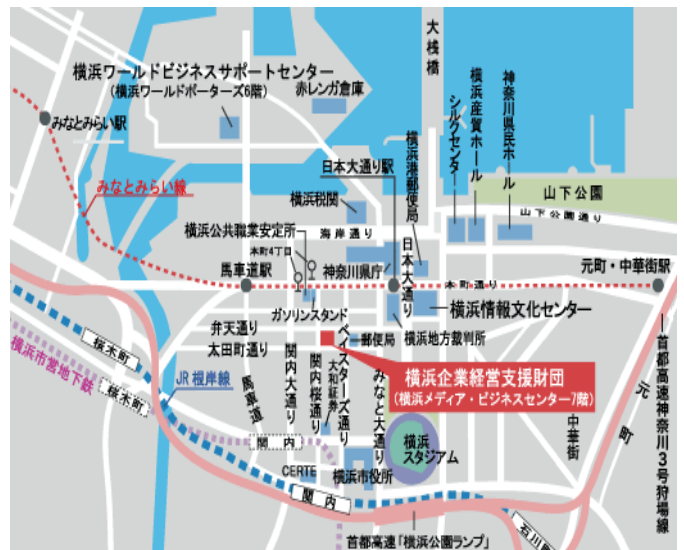 大桟橋
横浜ワールドビジネスサポートセンター
(横浜ワールドポーターズ6階)
赤レンガ倉庫
みなとみらい駅
シルクセンター
横浜産貿ホール
神奈川県民ホール
横浜港郵便局
日本大通り駅
みなとみらい線
横浜税関
山下公園
山下公園通り
横浜公共職業安定所
海岸通り
本町4丁目
馬車道駅
神奈川県庁
日本大通り
本町通り
元町・中華街駅
ガソリンスタンド
横浜情報文化センター
横浜地方裁判所
弁天通り
太田町通り
郵便局
ベイスターズ通り
桜木町
横浜市営地下鉄
桜木町
JR根岸線
馬車道
関内大通り
関内桜通り
大和証券
みなと大通り
横浜企業経営支援財団
(横浜メディア・ビジネスセンター7階)
首都高速神奈川3号狩場線
元町
中華街
関内
横浜
スタジアム
CERTE
横浜市役所
関内
首都高速「横浜公園ランプ」
石川